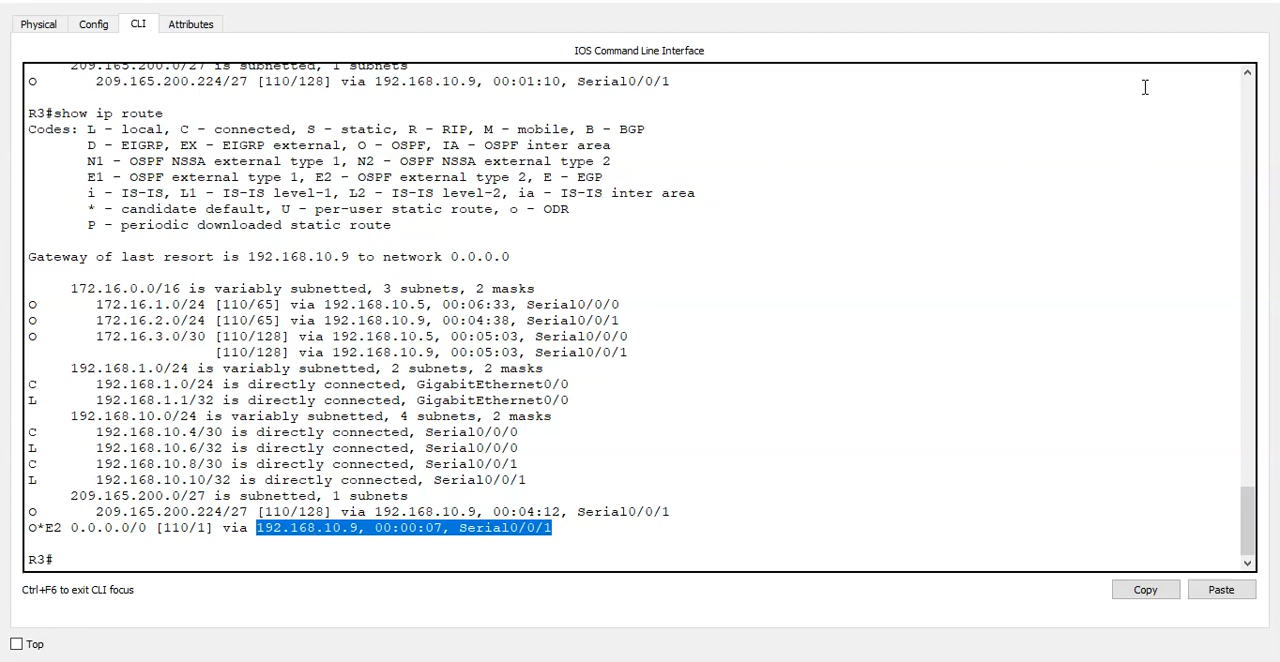 Physical Config CLI Attributes
IOS Command Line Interface
209.165.200.0/27 is subnetted, 1 subnets
O 209.165.200.224/27 [110/128] via 192.168.10.9, 00:01:10, Serial0/0/1
R3#show ip route
Codes: L - local, C - connected, S - static, R - RIP, M - mobile, B - BGP
D - EIGRP, EX - EIGRP external, O - OSPF, IA - OSPF inter area
N1 - OSPF NSSA external type 1, N2 - OSPF NSSA external type 2
E1 - OSPF external type 1, E2 - OSPF external type 2, E - EGP
i - IS-IS, L1 - IS-IS level-1, L2 - IS-IS level-2, ia - IS-IS inter area
* - candidate default, U - per-user static route, o - ODR
P - periodic downloaded static route
Gateway of last resort is 192.168.10.9 to network 0.0.0.0
172.16.0.0/16 is variably subnetted, 3 subnets, 2 masks
O 172.16.1.0/24 [110/65] via 192.168.10.5, 00:06:33, Serial0/0/0
O 172.16.2.0/24 [110/65] via 192.168.10.9, 00:04:38, Serial0/0/1
O 172.16.3.0/30 [110/128] via 192.168.10.5, 00:05:03, Serial0/0/0
[110/128] via 192.168.10.9, 00:05:03, Serial0/0/1
192.168.1.0/24 is variably subnetted, 2 subnets, 2 masks
C 192.168.1.0/24 is directly connected, GigabitEthernet0/0
L 192.168.1.1/32 is directly connected, GigabitEthernet0/0
192.168.10.0/24 is variably subnetted, 4 subnets, 2 masks
C 192.168.10.4/30 is directly connected, Serial0/0/0
L 192.168.10.6/32 is directly connected, Serial0/0/0
C 192.168.10.8/30 is directly connected, Serial0/0/1
L 192.168.10.10/32 is directly connected, Serial0/0/1
209.165.200.0/27 is subnetted, 1 subnets
O 209.165.200.224/27 [110/128] via 192.168.10.9, 00:04:12, Serial0/0/1
O*E2 0.0.0.0/0 [110/1] via 192.168.10.9, 00:00:07, Serial0/0/1
R3#
Ctrl+F6 to exit CLI focus
Copy Paste
Top